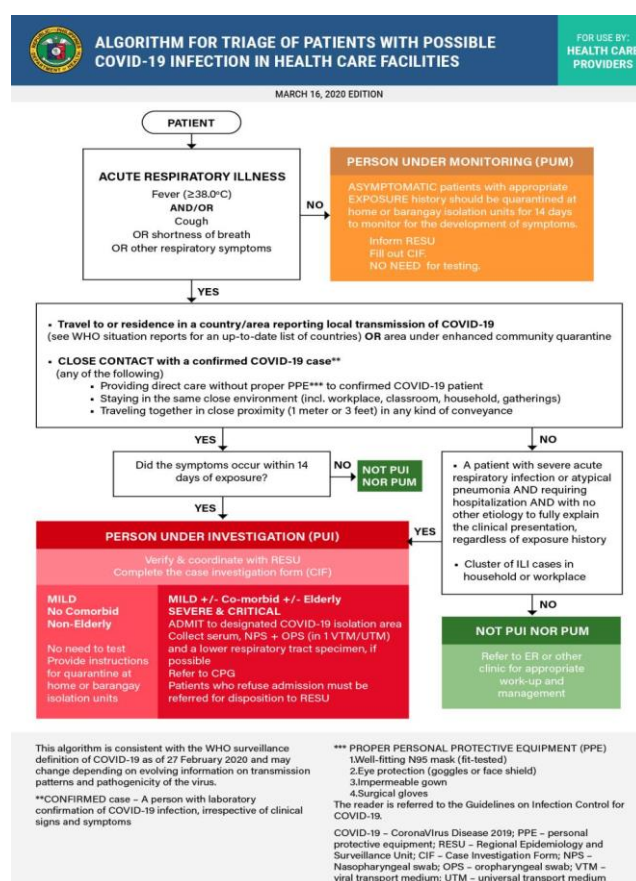 ALGORITHM FOR TRIAGE OF PATIENTS WITH POSSIBLE
COVID-19 INFECTION IN HEALTH CARE FACILITIES
FOR USE BY:
HEALTH CARE
PROVIDERS
MARCH 16, 2020 EDITION
PATIENT
ACUTE RESPIRATORY ILLNESS
Fever (≥38.0ºC)
AND/OR
Cough
OR shortness of breath
OR other respiratory symptoms
NO
PERSON UNDER MONITORING (PUM)
ASYMPTOMATIC patients with appropriate
EXPOSURE history should be quarantined at
home or barangay isolation units for 14 days
to monitor for the development of symptoms.
Inform RESU
Fill out CIF.
NO NEED for testing.
YES
• Travel to or residence in a country/area reporting local transmission of COVID-19
(see WHO situation reports for an up-to-date list of countries) OR area under enhanced community quarantine
• CLOSE CONTACT with a confirmed COVID-19 case**
(any of the following)
• Providing direct care without proper PPE*** to confirmed COVID-19 patient
• Staying in the same close environment (incl. workplace, classroom, household, gatherings)
• Traveling together in close proximity (1 meter or 3 feet) in any kind of conveyance
YES
NO
Did the symptoms occur within 14
days of exposure?
NO
NOT PUI
NOR PUM
YES
• A patient with severe acute
respiratory infection or atypical
pneumonia AND requiring
hospitalization AND with no
other etiology to fully explain
the clinical presentation,
regardless of exposure history
• Cluster of ILI cases in
household or workplace
YES
PERSON UNDER INVESTIGATION (PUI)
Verify & coordinate with RESU
Complete the case investigation form (CIF)
MILD
No Comorbid
Non-Elderly
No need to test
Provide instructions
for quarantine at
home or barangay
isolation units
MILD +/- Co-morbid +/- Elderly
SEVERE & CRITICAL
ADMIT to designated COVID-19 isolation area
Collect serum, NPS + OPS (in 1 VTM/UTM)
and a lower respiratory tract specimen, if
possible
Refer to CPG
Patients who refuse admission must be
referred for disposition to RESU
NO
NOT PUI NOR PUM
Refer to ER or other
clinic for appropriate
work-up and
management
This algorithm is consistent with the WHO surveillance
definition of COVID-19 as of 27 February 2020 and may
change depending on evolving information on transmission
patterns and pathogenicity of the virus.
**CONFIRMED case – A person with laboratory
confirmation of COVID-19 infection, irrespective of clinical
signs and symptoms
*** PROPER PERSONAL PROTECTIVE EQUIPMENT (PPE)
1.Well-fitting N95 mask (fit-tested)
2.Eye protection (goggles or face shield)
3.Impermeable gown
4.Surgical gloves
The reader is referred to the Guidelines on Infection Control for
COVID-19.
COVID-19 – CoronaVIrus Disease 2019; PPE – personal
protective equipment; RESU – Regional Epidemiology and
Surveillance Unit; CIF – Case Investigation Form; NPS –
Nasopharyngeal swab; OPS – oropharyngeal swab; VTM –
viral transport medium; UTM – universal transport medium